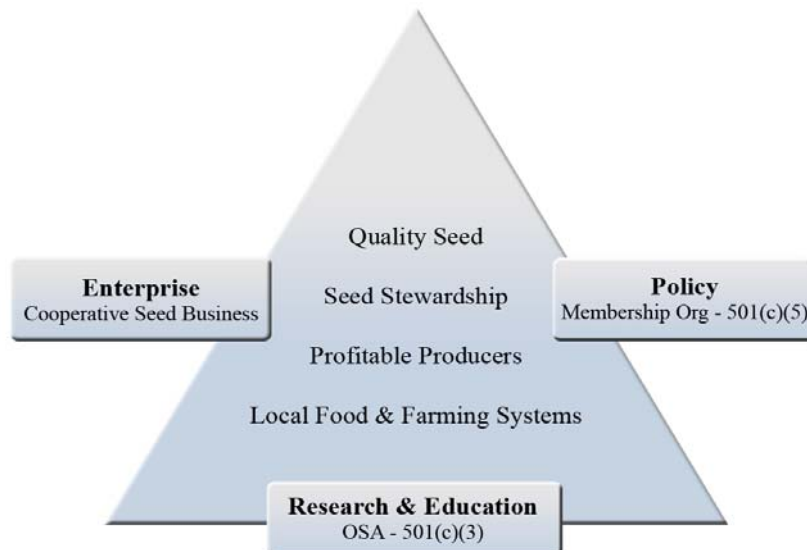 Quality Seed
Enterprise
Cooperative Seed Business
Seed Stewardship
Policy
Membership Org - 501(c)(5)
Profitable Producers
Local Food & Farming Systems
Research & Education
OSA - 501(c)(3)